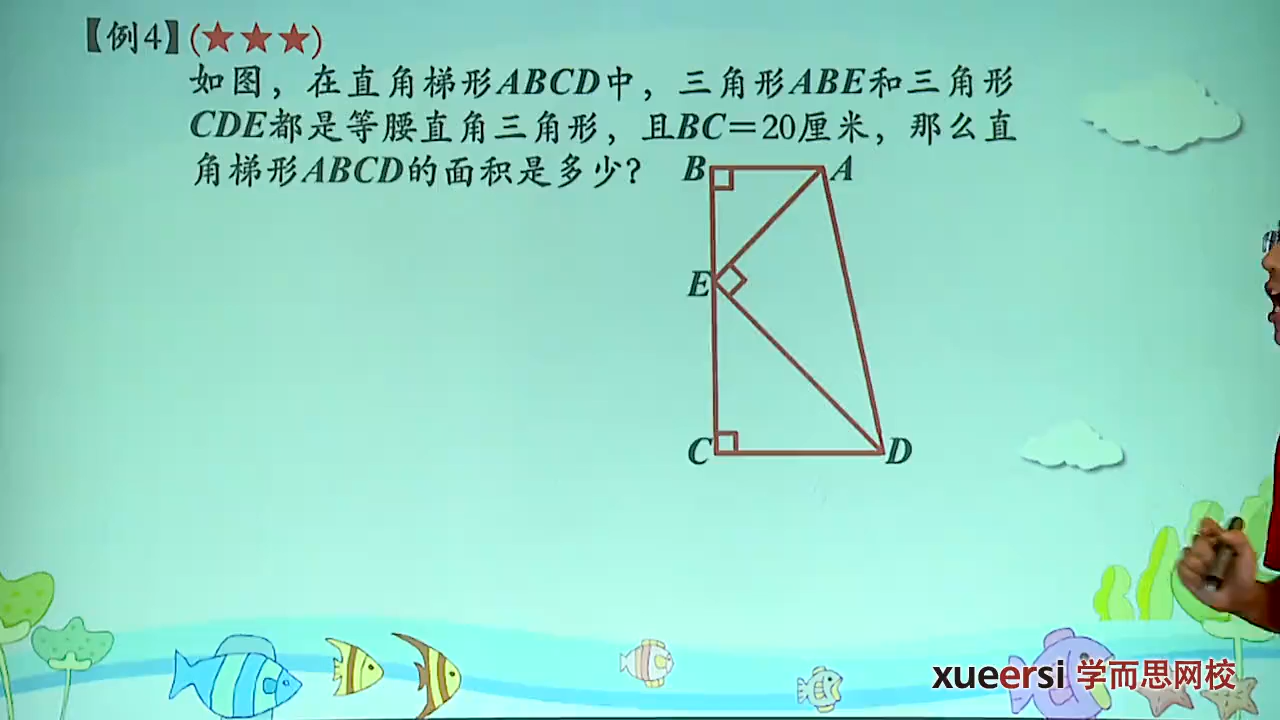 【例4】(★★★)
如图，在直角梯形ABCD中，三角形ABE和三角形
CDE都是等腰直角三角形，且BC=20厘米，那么直
角梯形ABCD的面积是多少?
B
A
E
C
D
xueersi 学而思网校